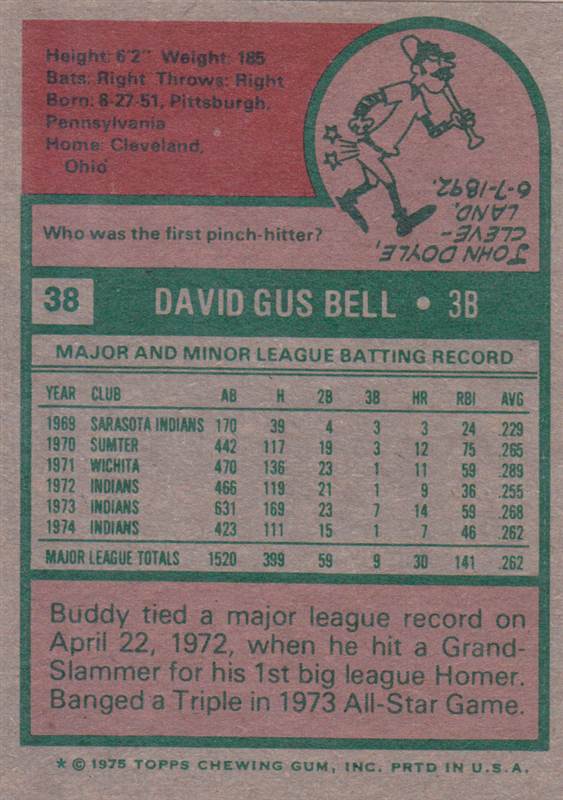 Height: 6'2" Weight: 185
Bats: Right Throws: Right
Born: 8-27-51, Pittsburgh,
Pennsylvania
Home: Cleveland,
Ohio
Who was the first pinch-hitter?
JOHN DOYLE,
CLEVE-
LAND,
6-7-1892.
38 DAVID GUS BELL • 3B
MAJOR AND MINOR LEAGUE BATTING RECORD
YEAR CLUB AB H 2B 3B HR RBI AVG
1969 SARASOTA INDIANS 170 39 4 3 3 24 .229
1970 SUMTER 442 117 19 3 12 75 .265
1971 WICHITA 470 136 23 1 11 59 .289
1972 INDIANS 466 119 21 1 9 36 .255
1973 INDIANS 631 169 23 7 14 59 .268
1974 INDIANS 423 111 15 1 7 46 .262
MAJOR LEAGUE TOTALS 1520 399 59 9 30 141 .262
Buddy tied a major league record on
April 22, 1972, when he hit a Grand-
Slammer for his 1st big league Homer.
Banged a Triple in 1973 All-Star Game.
* © 1975 TOPPS CHEWING GUM, INC. PRTD IN U.S.A.